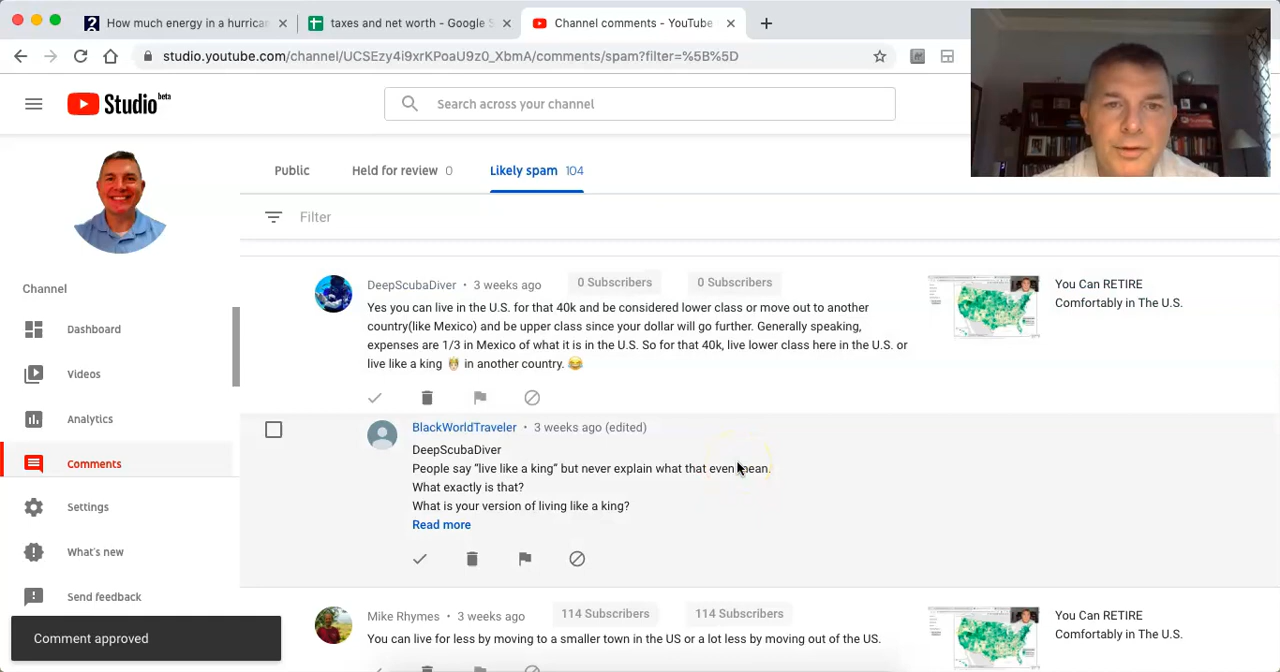 How much energy in a hurrican
taxes and net worth - Google S
Channel comments - YouTube
studio.youtube.com/channel/UCSEzy4i9xrKPoaU9z0_XbmA/comments/spam?filter=%5B%5D
Studio beta
Search across your channel
Public
Held for review 0
Likely spam 104
Filter
Channel
Dashboard
Videos
Analytics
Comments
Settings
What's new
Send feedback
DeepScubaDiver • 3 weeks ago
0 Subscribers
0 Subscribers
Yes you can live in the U.S. for that 40k and be considered lower class or move out to another
country(like Mexico) and be upper class since your dollar will go further. Generally speaking,
expenses are 1/3 in Mexico of what it is in the U.S. So for that 40k, live lower class here in the U.S. or
live like a king 🤴 in another country. 😂
You Can RETIRE
Comfortably in The U.S.
BlackWorldTraveler • 3 weeks ago (edited)
DeepScubaDiver
People say "live like a king" but never explain what that even mean.
What exactly is that?
What is your version of living like a king?
Read more
Mike Rhymes • 3 weeks ago
114 Subscribers
114 Subscribers
You can live for less by moving to a smaller town in the US or a lot less by moving out of the US.
You Can RETIRE
Comfortably in The U.S.
Comment approved